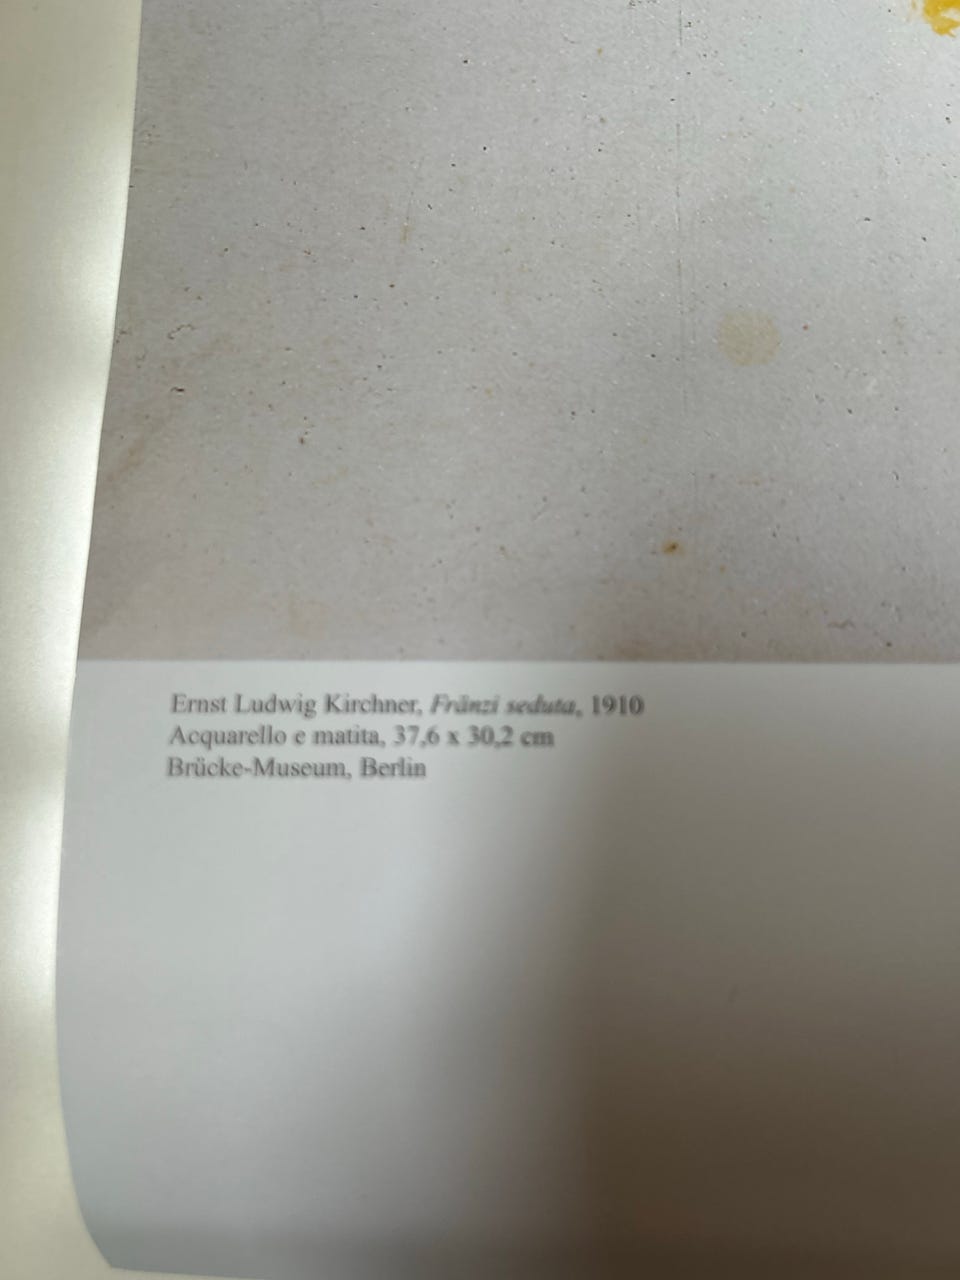 Ernst Ludwig Kirchner, Fränzi seduta, 1910
Acquarello e matita, 37,6 x 30,2 cm
Brücke-Museum, Berlin